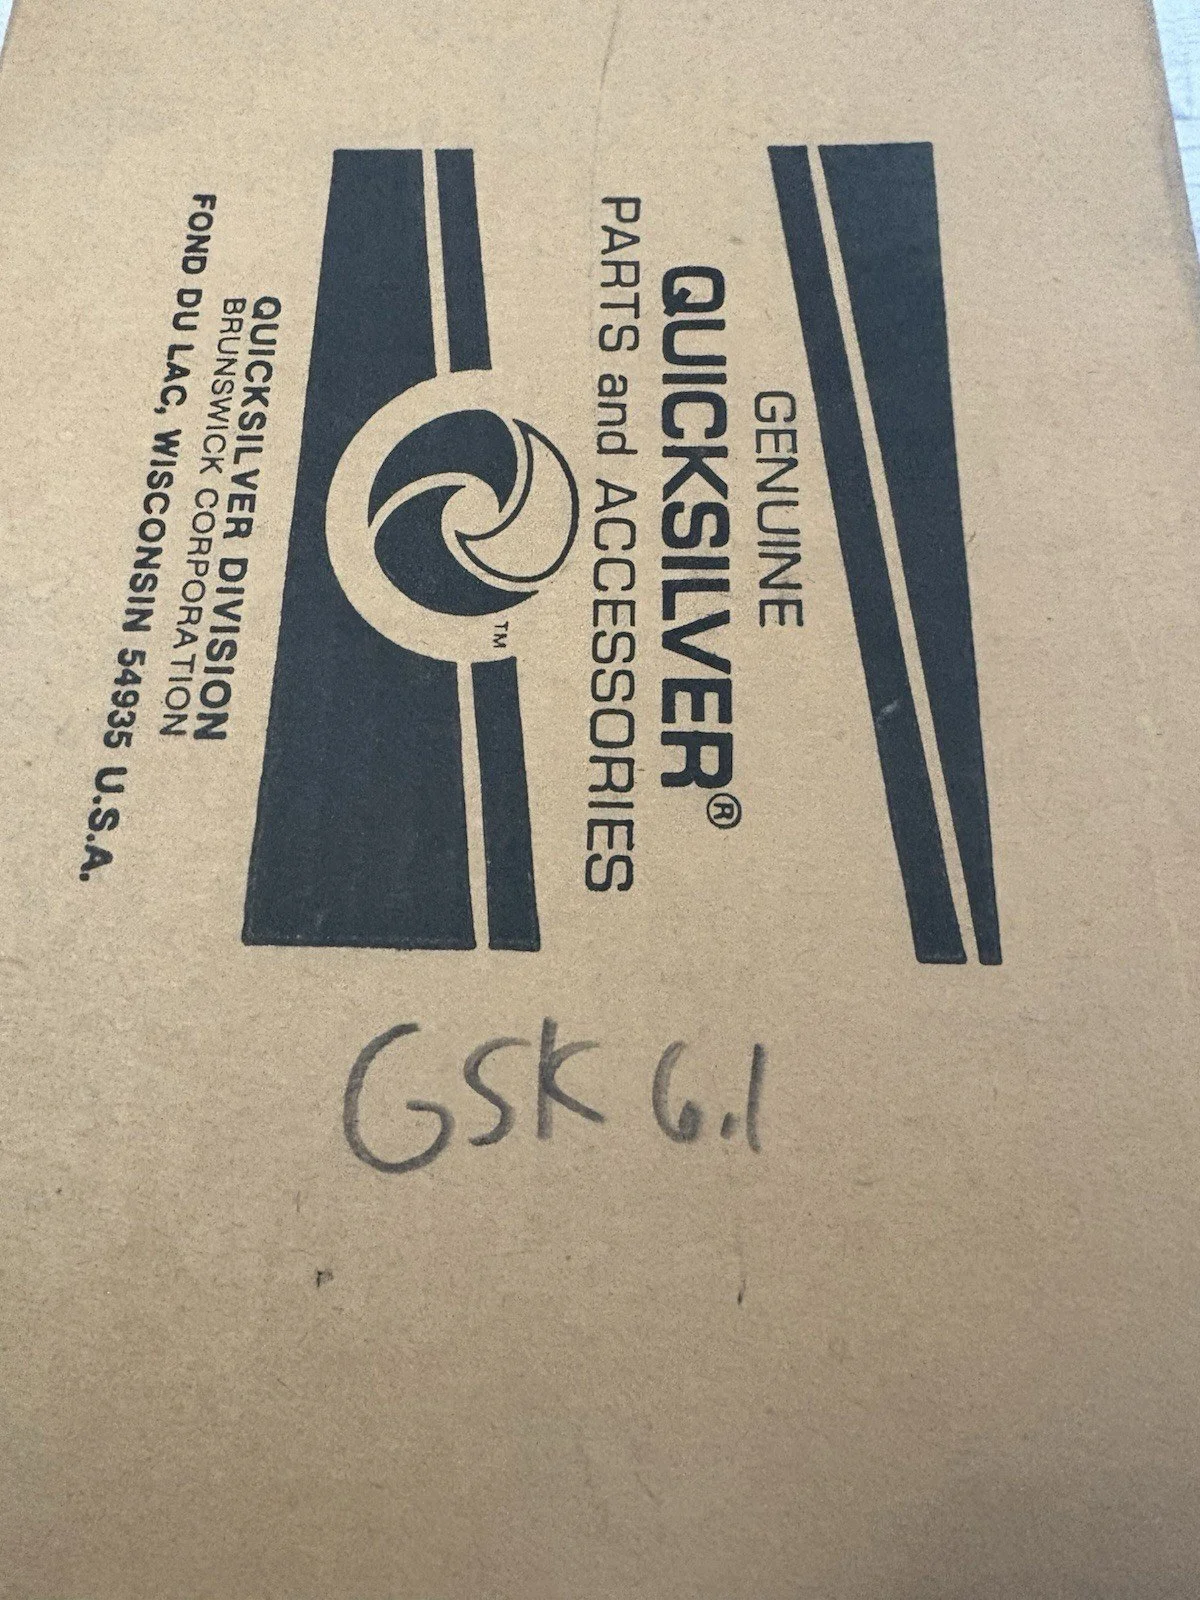 GENUINE
QUICKSILVER®
PARTS and ACCESSORIES
TM
QUICKSILVER DIVISION
BRUNSWICK CORPORATION
FOND DU LAC, WISCONSIN 54935 U.S.A.
GSK 6.1